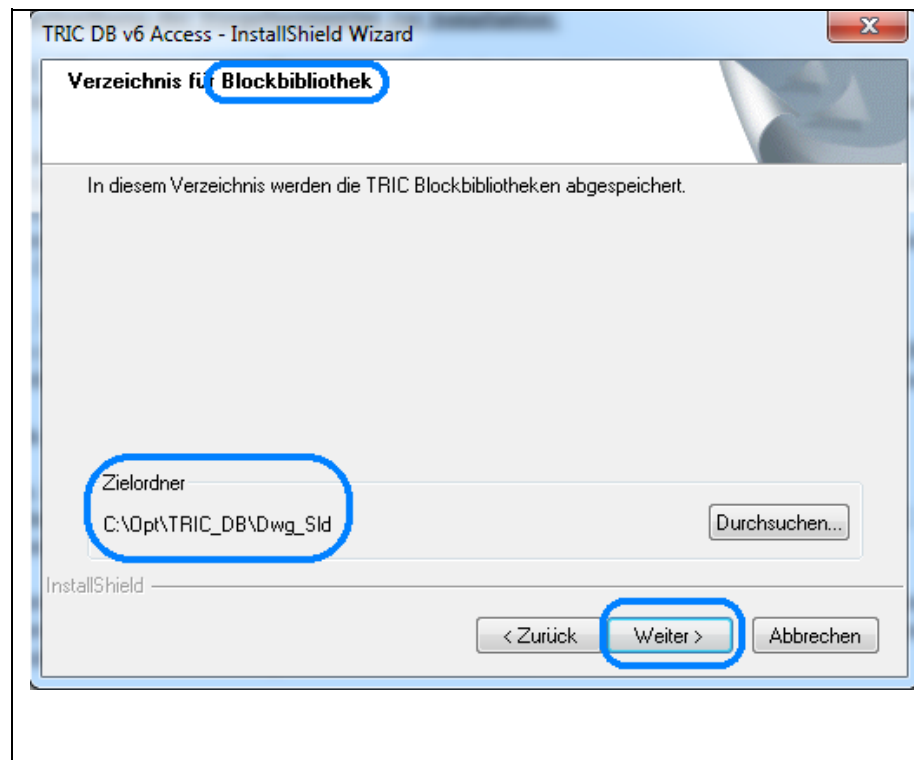 Installation.
TRIC DB v6 Access - InstallShield Wizard
Verzeichnis für Blockbibliothek
In diesem Verzeichnis werden die TRIC Blockbibliotheken abgespeichert.
Zielordner
C:\Opt\TRIC_DB\Dwg_Sld
Durchsuchen...
InstallShield
< Zurück Weiter > Abbrechen